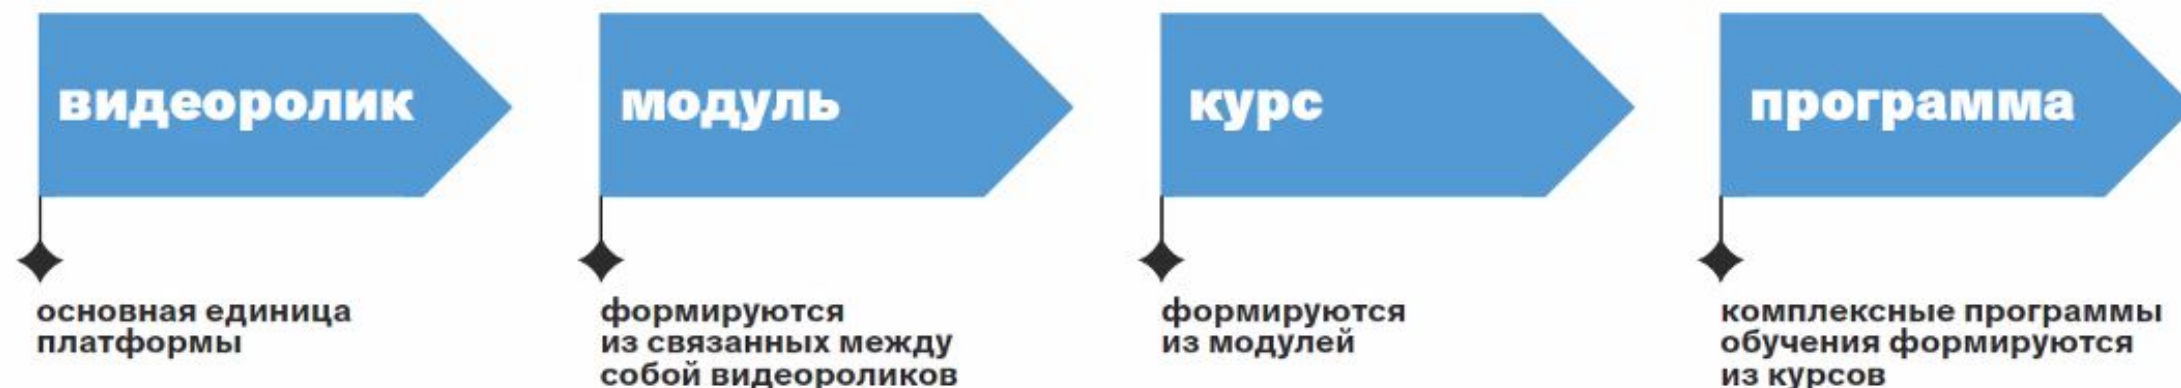 видеоролик
основная единица
платформы
модуль
формируются
из связанных между
собой видеороликов
курс
формируются
из модулей
программа
комплексные программы
обучения формируются
из курсов